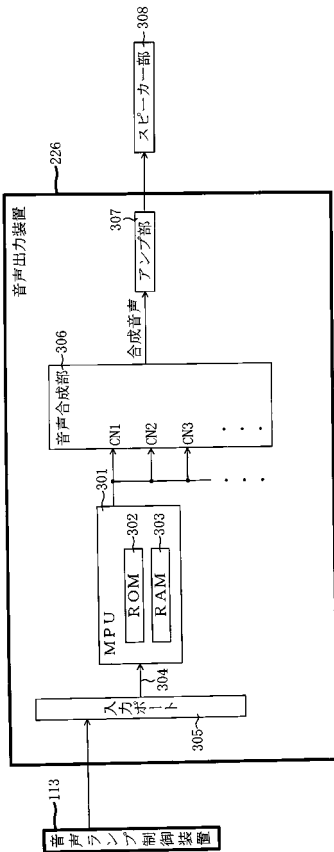 113
音声ランプ制御装置
音声出力装置
226
入力ポート
305
304
MPU
301
ROM
302
RAM
303
音声合成部
306
CN1
CN2
CN3
・・・
・・・
合成音声
アンプ部
307
スピーカー部
308